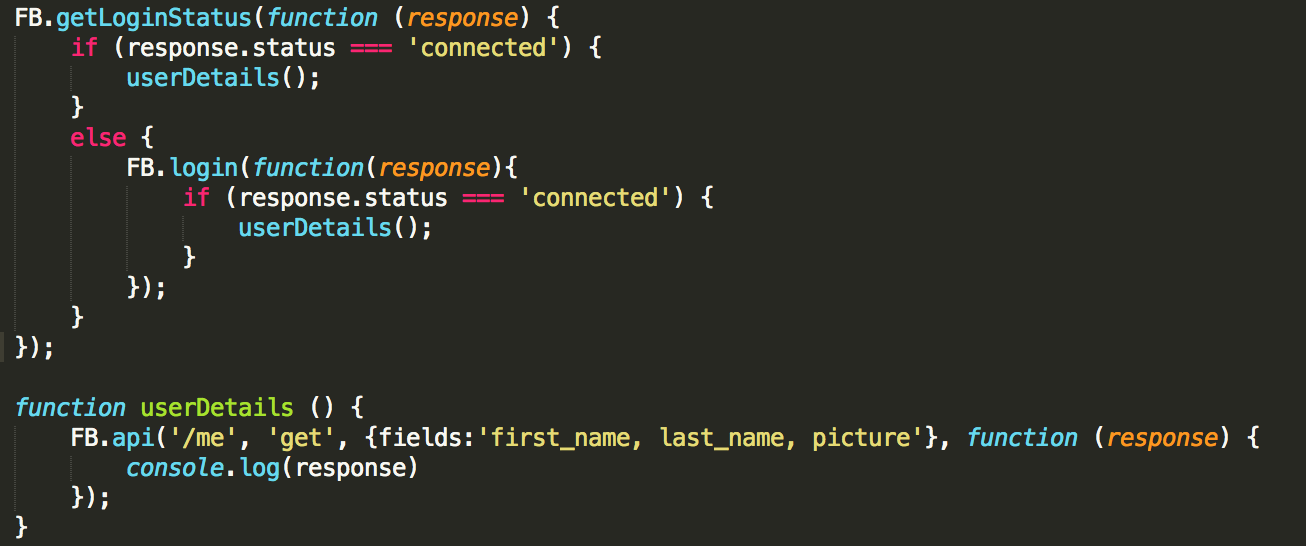 FB.getLoginStatus(function (response) {
    if (response.status === 'connected') {
        userDetails();
    }
    else {
        FB.login(function(response){
            if (response.status === 'connected') {
                userDetails();
            }
        });
    }
});

function userDetails () {
    FB.api('/me', 'get', {fields:'first_name, last_name, picture'}, function (response) {
        console.log(response)
    });
}